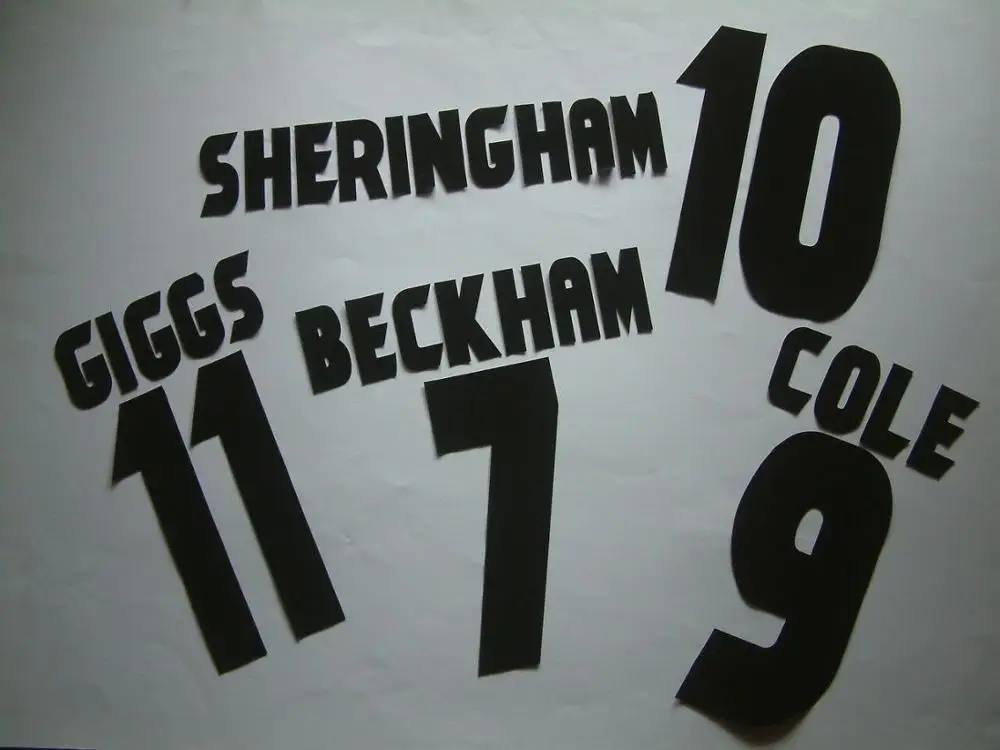 SHERINGHAM
10
GIGGS
11
BECKHAM
7
COLE
9